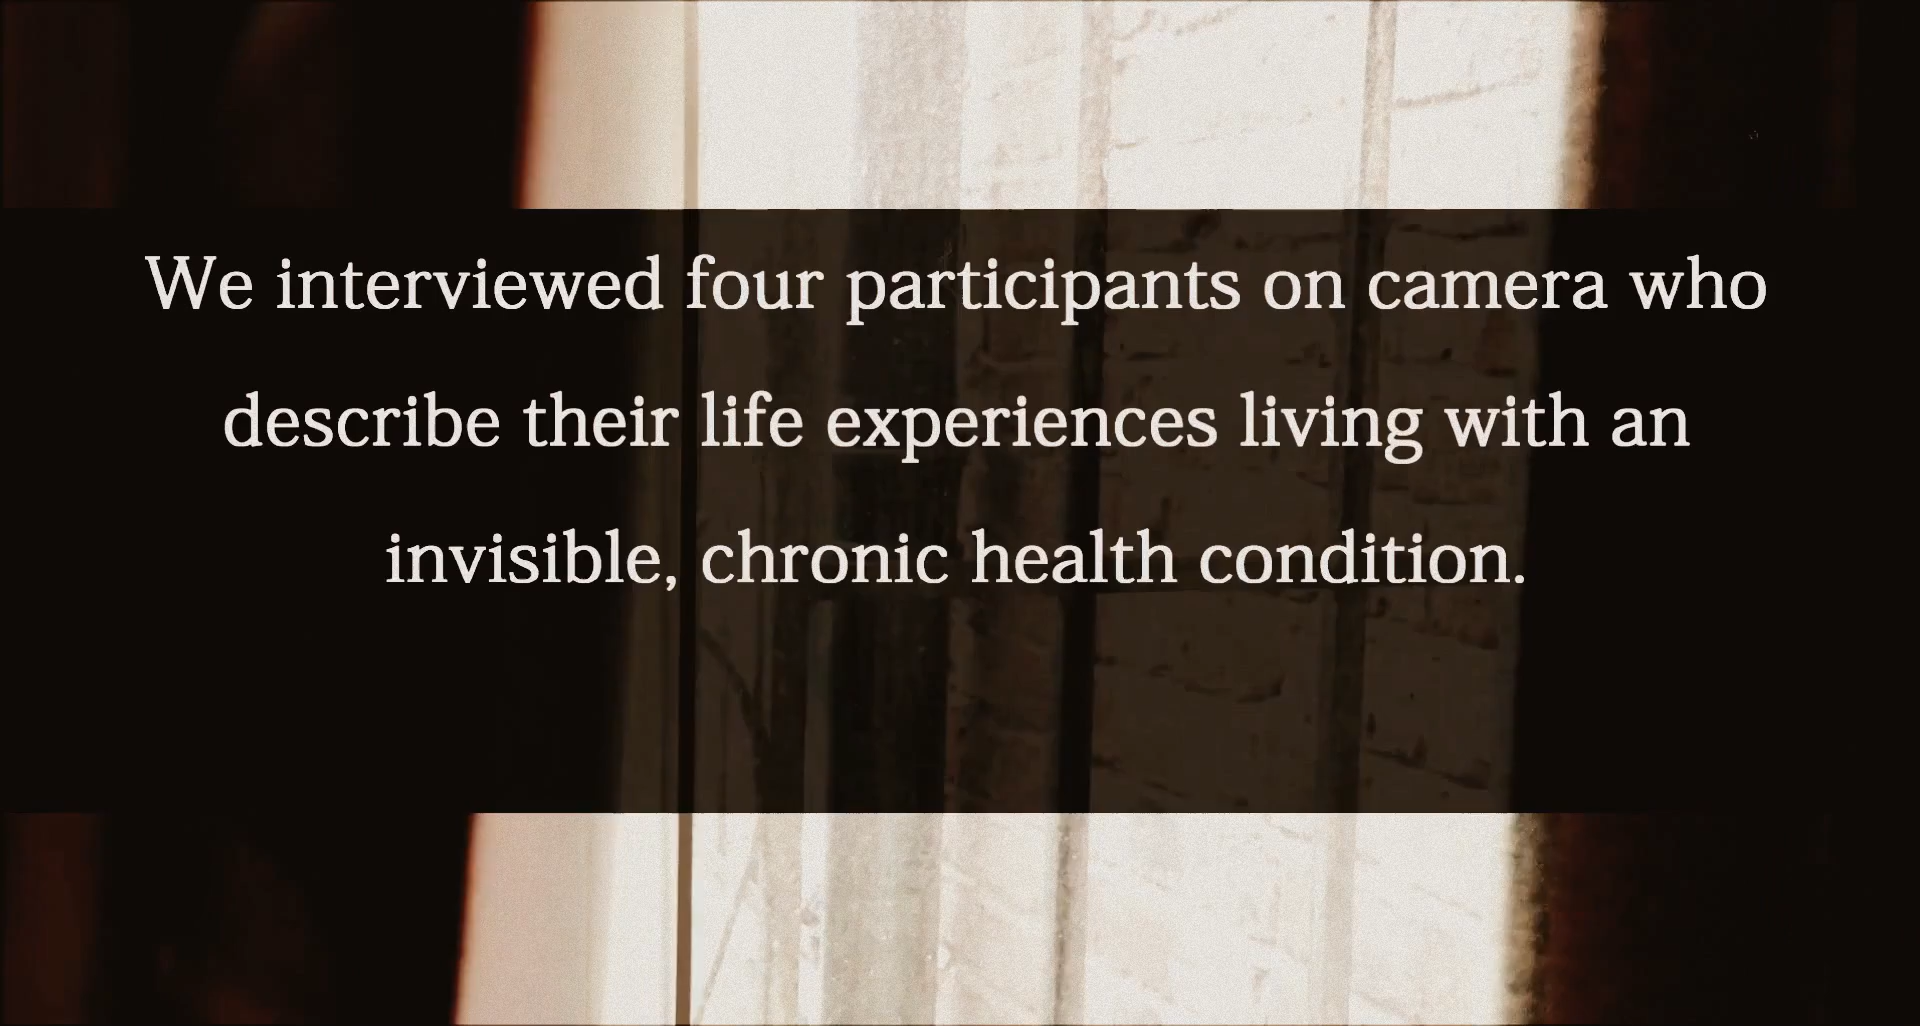 We interviewed four participants on camera who
describe their life experiences living with an
invisible, chronic health condition.